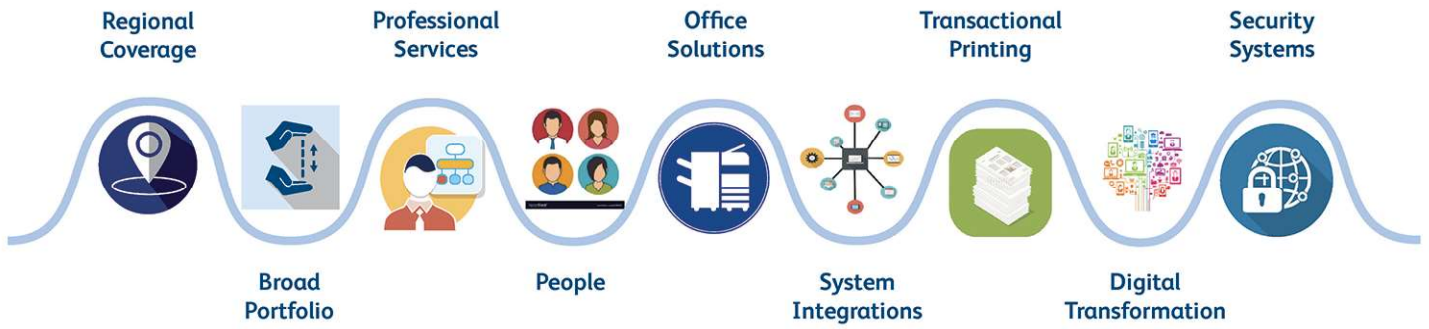 Regional
Coverage
Professional
Services
Office
Solutions
Transactional
Printing
Security
Systems
Broad
Portfolio
People
System
Integrations
Digital
Transformation